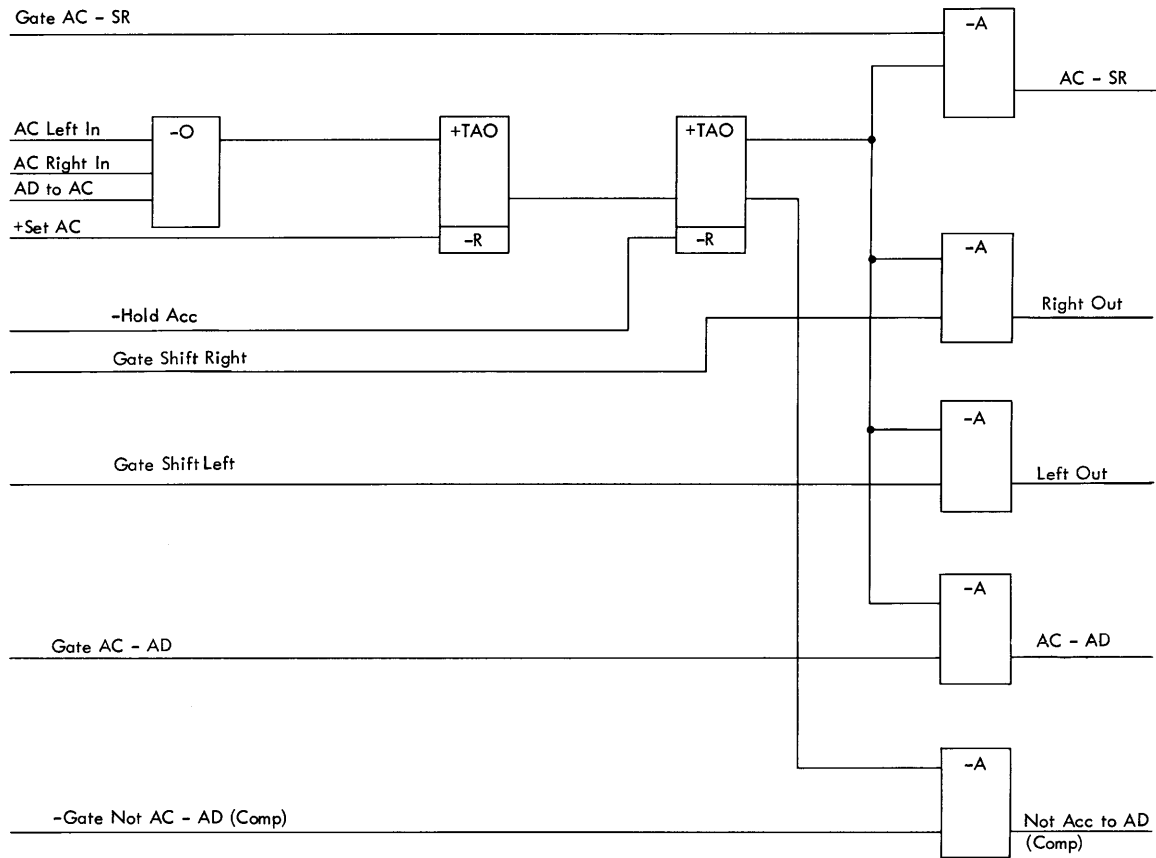 Gate AC - SR
-A
AC - SR
AC Left In
-O
+TAO
+TAO
AC Right In
AD to AC
+Set AC
-R
-R
-A
Right Out
-Hold Acc
Gate Shift Right
-A
Gate Shift Left
Left Out
-A
Gate AC - AD
AC - AD
-A
-Gate Not AC - AD (Comp)
Not Acc to AD
(Comp)